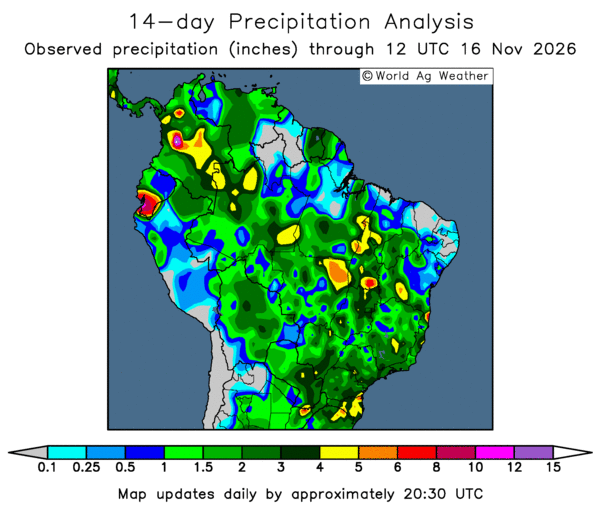 14-day Precipitation Analysis
Observed precipitation (inches) through 12 UTC 16 Nov 2026
© World Ag Weather
0.1 0.25 0.5 1 1.5 2 3 4 5 6 8 10 12 15
Map updates daily by approximately 20:30 UTC